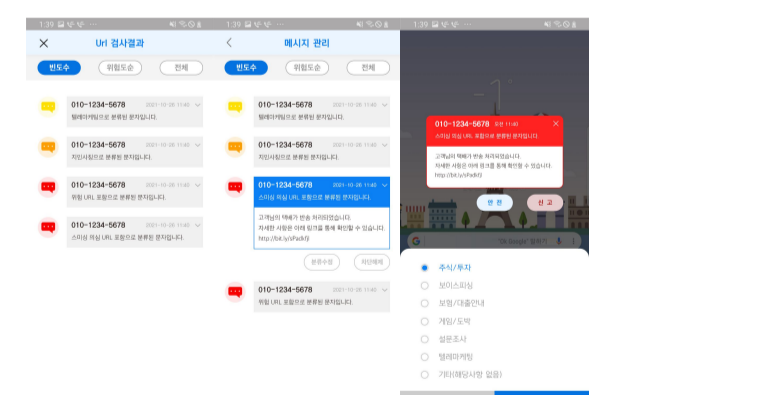 1:39
Url 검사결과
빈도수
위험도순
전체
010-1234-5678 2021-10-26 11:40
텔레마케팅으로 분류된 문자입니다.
010-1234-5678 2021-10-26 11:40
지인사칭으로 분류된 문자입니다.
010-1234-5678 2021-10-26 11:40
위험 URL 포함으로 분류된 문자입니다.
010-1234-5678 2021-10-26 11:40
스미싱 의심 URL 포함으로 분류된 문자입니다.
1:39
메시지 관리
빈도수
위험도순
전체
010-1234-5678 2021-10-26 11:40
텔레마케팅으로 분류된 문자입니다.
010-1234-5678 2021-10-26 11:40
지인사칭으로 분류된 문자입니다.
010-1234-5678 2021-10-26 11:40
스미싱 의심 URL 포함으로 분류된 문자입니다.
고객님의 택배가 반송 처리되었습니다.
자세한 사항은 아래 링크를 통해 확인할 수 있습니다.
http://bit.ly/sPadkfjl
분류수정
차단해제
010-1234-5678 2021-10-26 11:40
위험 URL 포함으로 분류된 문자입니다.
1:39
010-1234-5678 오전 11:40
스미싱 의심 URL 포함으로 분류된 문자입니다.
고객님의 택배가 반송 처리되었습니다.
자세한 사항은 아래 링크를 통해 확인할 수 있습니다.
http://bit.ly/sPadkfjl
안 전
신 고
주식/투자
보이스피싱
보험/대출안내
게임/도박
설문조사
텔레마케팅
기타(해당사항 없음)